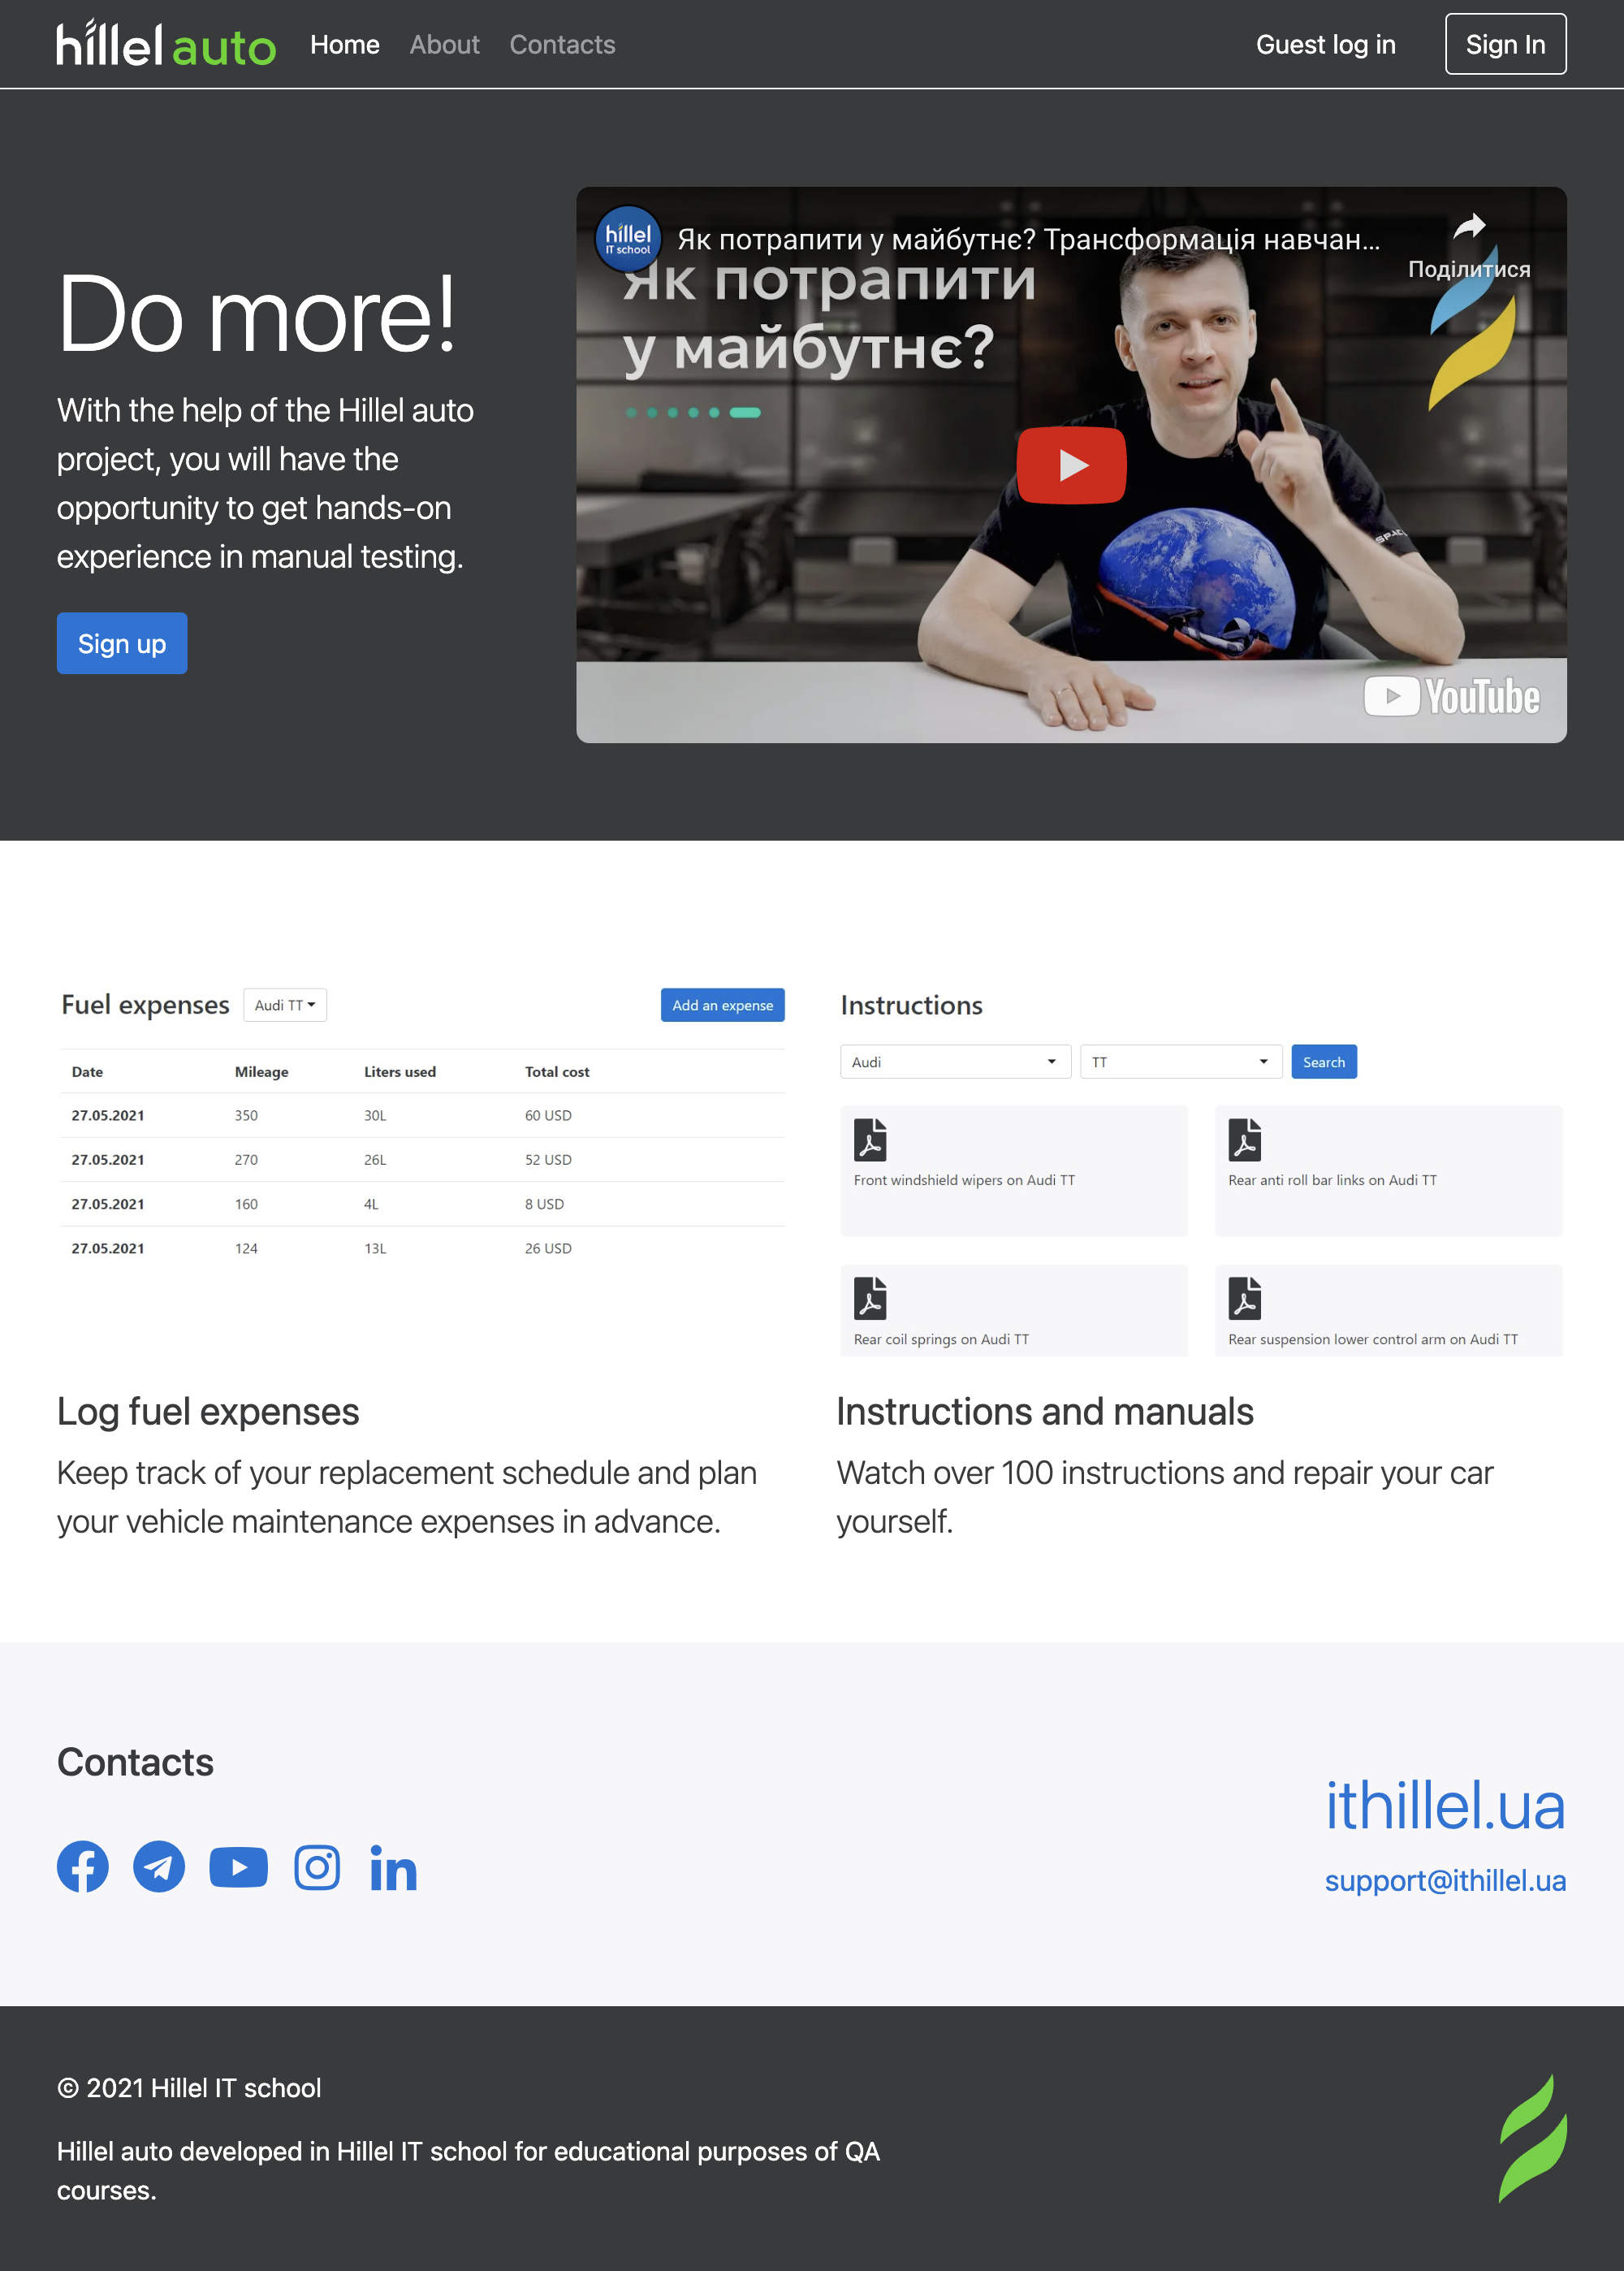 hillel auto Home About Contacts Guest log in Sign In
Do more!
With the help of the Hillel auto
project, you will have the
opportunity to get hands-on
experience in manual testing.
Sign up
hillel
IT school
Як потрапити у майбутнє? Трансформація навчан...
Поділитися
Як потрапити
у майбутнє?
YouTube
Fuel expenses Audi TT Add an expense
Date Mileage Liters used Total cost
27.05.2021 350 30L 60 USD
27.05.2021 270 26L 52 USD
27.05.2021 160 4L 8 USD
27.05.2021 124 13L 26 USD
Log fuel expenses
Keep track of your replacement schedule and plan
your vehicle maintenance expenses in advance.
Instructions
Audi TT Search
Front windshield wipers on Audi TT
Rear anti roll bar links on Audi TT
Rear coil springs on Audi TT
Rear suspension lower control arm on Audi TT
Instructions and manuals
Watch over 100 instructions and repair your car
yourself.
Contacts
ithillel.ua
support@ithillel.ua
© 2021 Hillel IT school
Hillel auto developed in Hillel IT school for educational purposes of QA
courses.